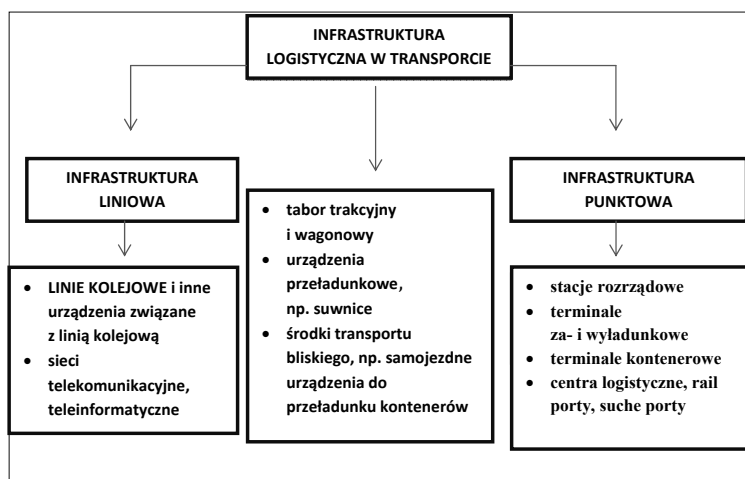 INFRASTRUKTURA
LOGISTYCZNA W TRANSPORCIE
INFRASTRUKTURA
LINIOWA
• LINIE KOLEJOWE i inne
urządzenia związane
z linią kolejową
• sieci
telekomunikacyjne,
teleinformatyczne
• tabor trakcyjny
i wagonowy
• urządzenia
przeładunkowe,
np. suwnice
• środki transportu
bliskiego, np. samojezdne
urządzenia do
przeładunku kontenerów
INFRASTRUKTURA
PUNKTOWA
• stacje rozrządowe
• terminale
za- i wyładunkowe
• terminale kontenerowe
• centra logistyczne, rail
porty, suche porty